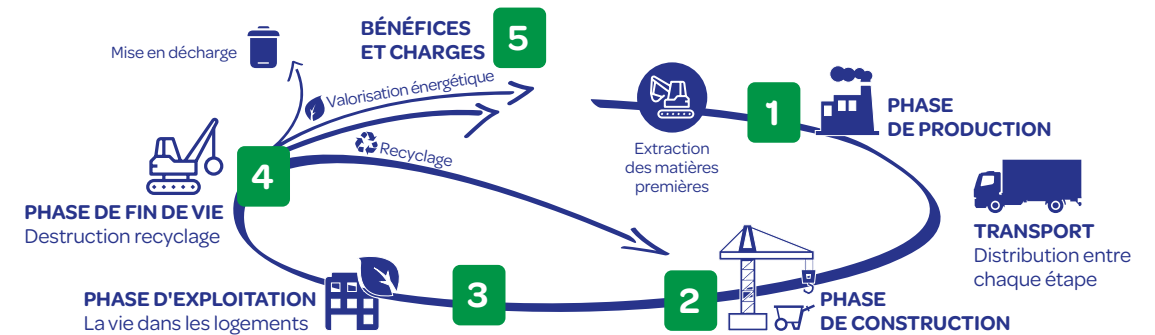 Mise en décharge
BÉNÉFICES
ET CHARGES
5
Valorisation énergétique
Recyclage
Extraction
des matières
premières
1
PHASE
DE PRODUCTION
TRANSPORT
Distribution entre
chaque étape
2
PHASE
DE CONSTRUCTION
3
PHASE D'EXPLOITATION
La vie dans les logements
4
PHASE DE FIN DE VIE
Destruction recyclage